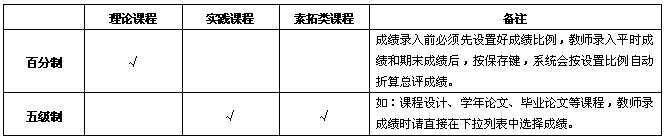 理论课程 实践课程 素拓类课程 备注
百分制 √ 成绩录入前必须先设置好成绩比例，教师录入平时成
绩和期末成绩后，按保存键，系统会按设置比例自动
折算总评成绩。
五级制 √ √ 如：课程设计、学年论文、毕业论文等课程，教师录
成绩时请直接在下拉列表中选择成绩。